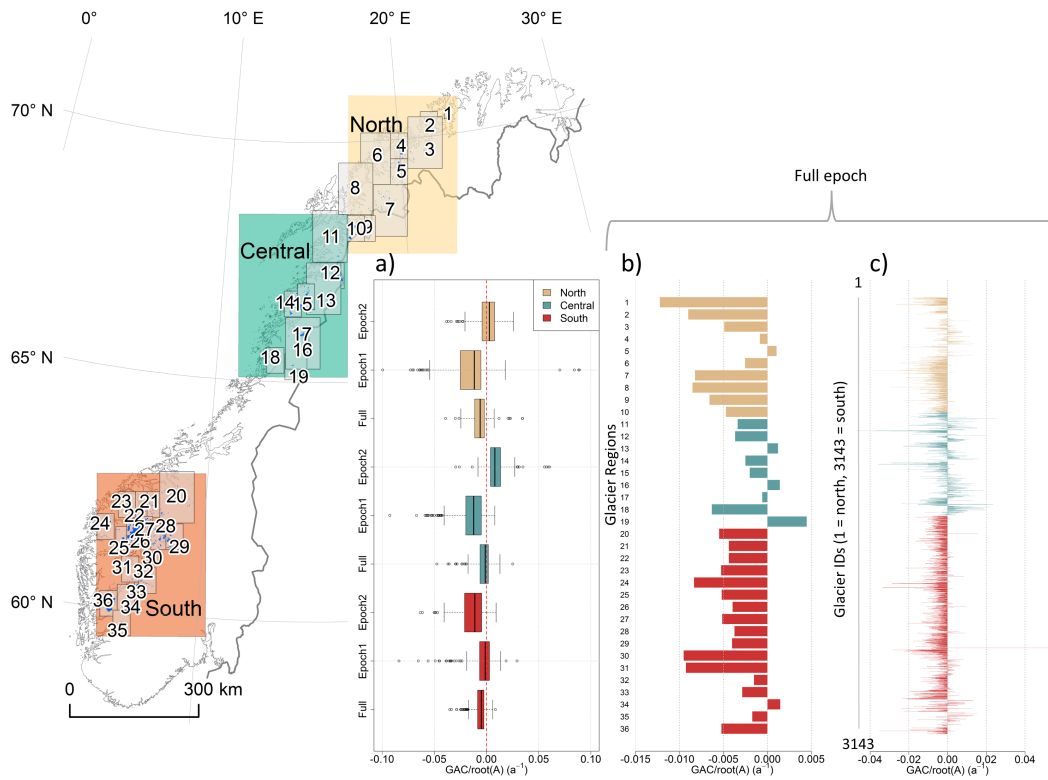 0°
10° E
20° E
30° E
70° N
65° N
60° N
North
1
2
3
4
5
6
7
8
9
10
Central
11
12
13
14
15
16
17
18
19
South
20
21
22
23
24
25
26
27
28
29
30
31
32
33
34
35
36
0
300 km
Full epoch
a)
North
Central
South
Epoch2
Epoch1
Full
Epoch2
Epoch1
Full
Epoch2
Epoch1
Full
-0.10
-0.05
0.00
0.05
0.10
GAC/root(A) (a⁻¹)
b)
Glacier Regions
1
2
3
4
5
6
7
8
9
10
11
12
13
14
15
16
17
18
19
20
21
22
23
24
25
26
27
28
29
30
31
32
33
34
35
36
-0.015
-0.010
-0.005
0.000
0.005
GAC/root(A) (a⁻¹)
c)
1
Glacier IDs (1 = north, 3143 = south)
3143
-0.04
-0.02
0.00
0.02
0.04
GAC/root(A) (a⁻¹)